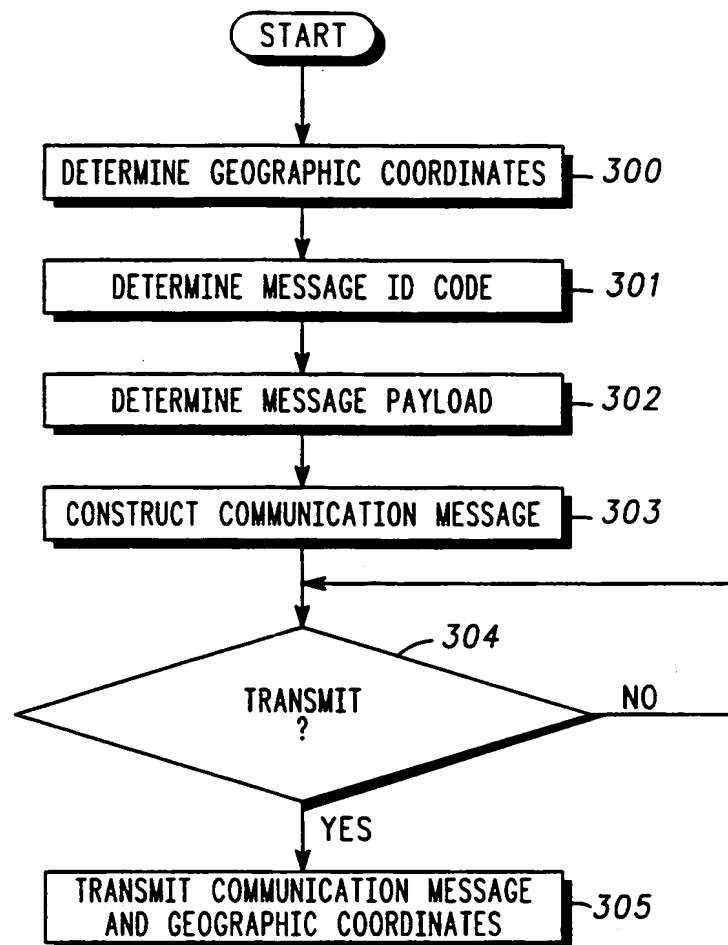 START
DETERMINE GEOGRAPHIC COORDINATES
300
DETERMINE MESSAGE ID CODE
301
DETERMINE MESSAGE PAYLOAD
302
CONSTRUCT COMMUNICATION MESSAGE
303
304
TRANSMIT
?
NO
YES
TRANSMIT COMMUNICATION MESSAGE
AND GEOGRAPHIC COORDINATES
305